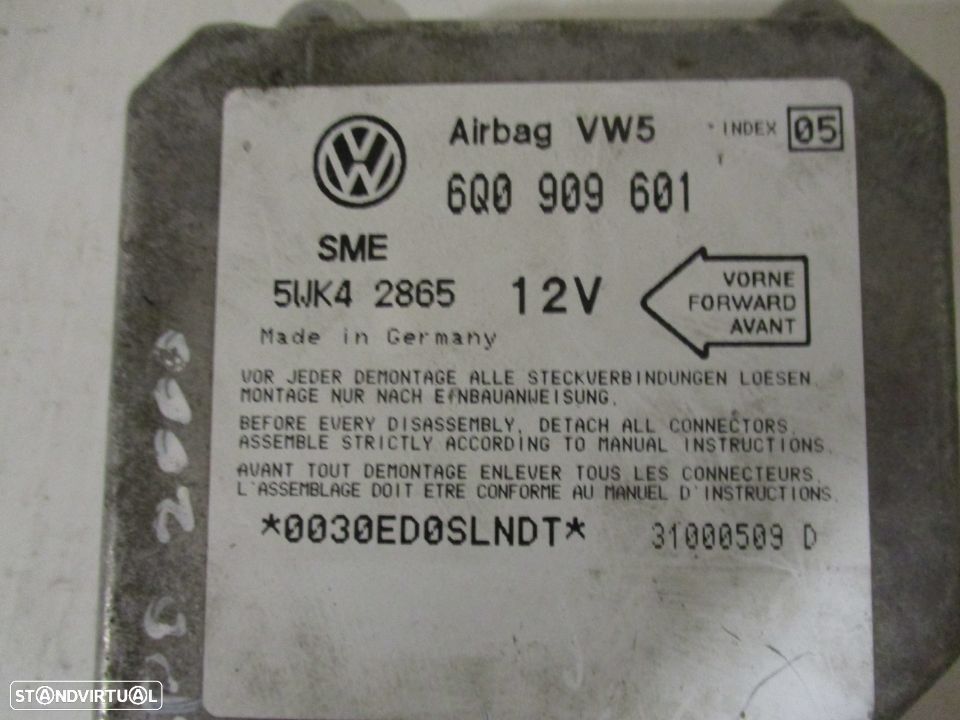 Airbag VW5 INDEX 05
6Q0 909 601
SME
5WK4 2865 12V
VORNE
FORWARD
AVANT
Made in Germany
VOR JEDER DEMONTAGE ALLE STECKVERBINDUNGEN LOESEN.
MONTAGE NUR NACH EINBAUANWEISUNG.
BEFORE EVERY DISASSEMBLY, DETACH ALL CONNECTORS.
ASSEMBLE STRICTLY ACCORDING TO MANUAL INSTRUCTIONS.
AVANT TOUT DEMONTAGE ENLEVER TOUS LES CONNECTEURS.
L'ASSEMBLAGE DOIT ETRE CONFORME AU MANUEL D'INSTRUCTIONS.
*0030ED0SLNDT* 31000509 D
STANDVIRTUAL